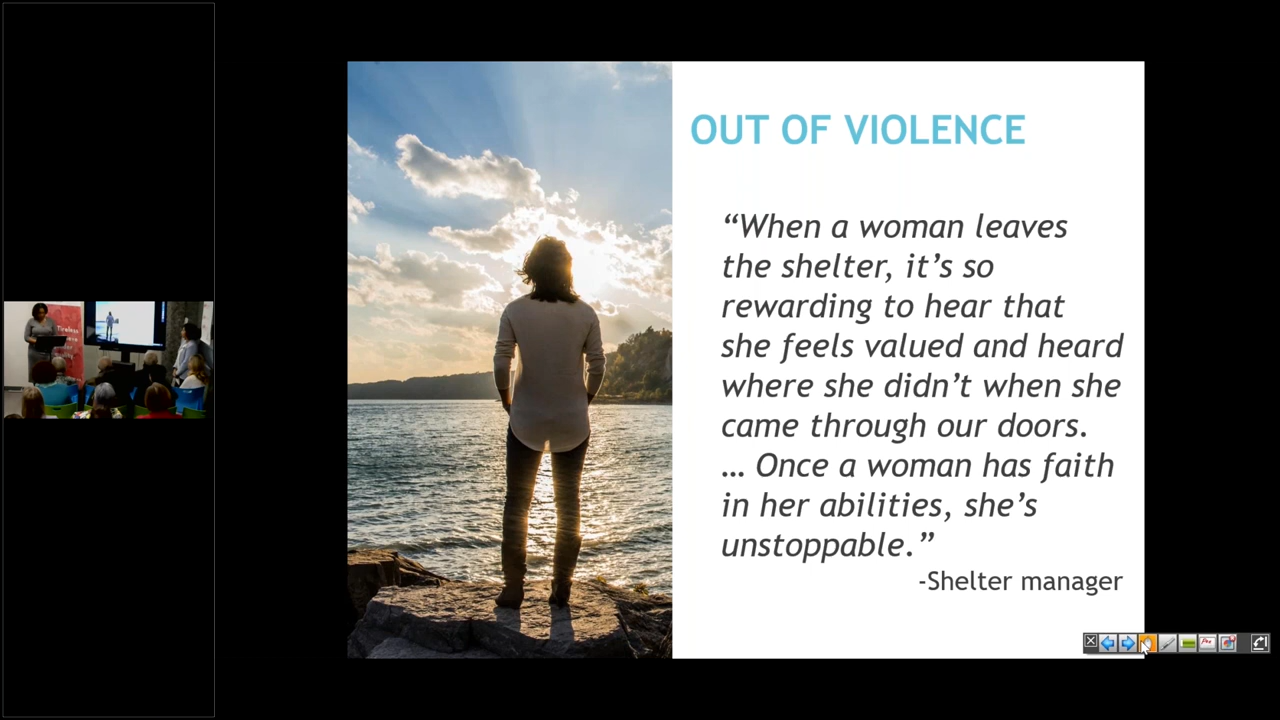 OUT OF VIOLENCE
“When a woman leaves
the shelter, it’s so
rewarding to hear that
she feels valued and heard
where she didn’t when she
came through our doors.
… Once a woman has faith
in her abilities, she’s
unstoppable.”
-Shelter manager
Tireless